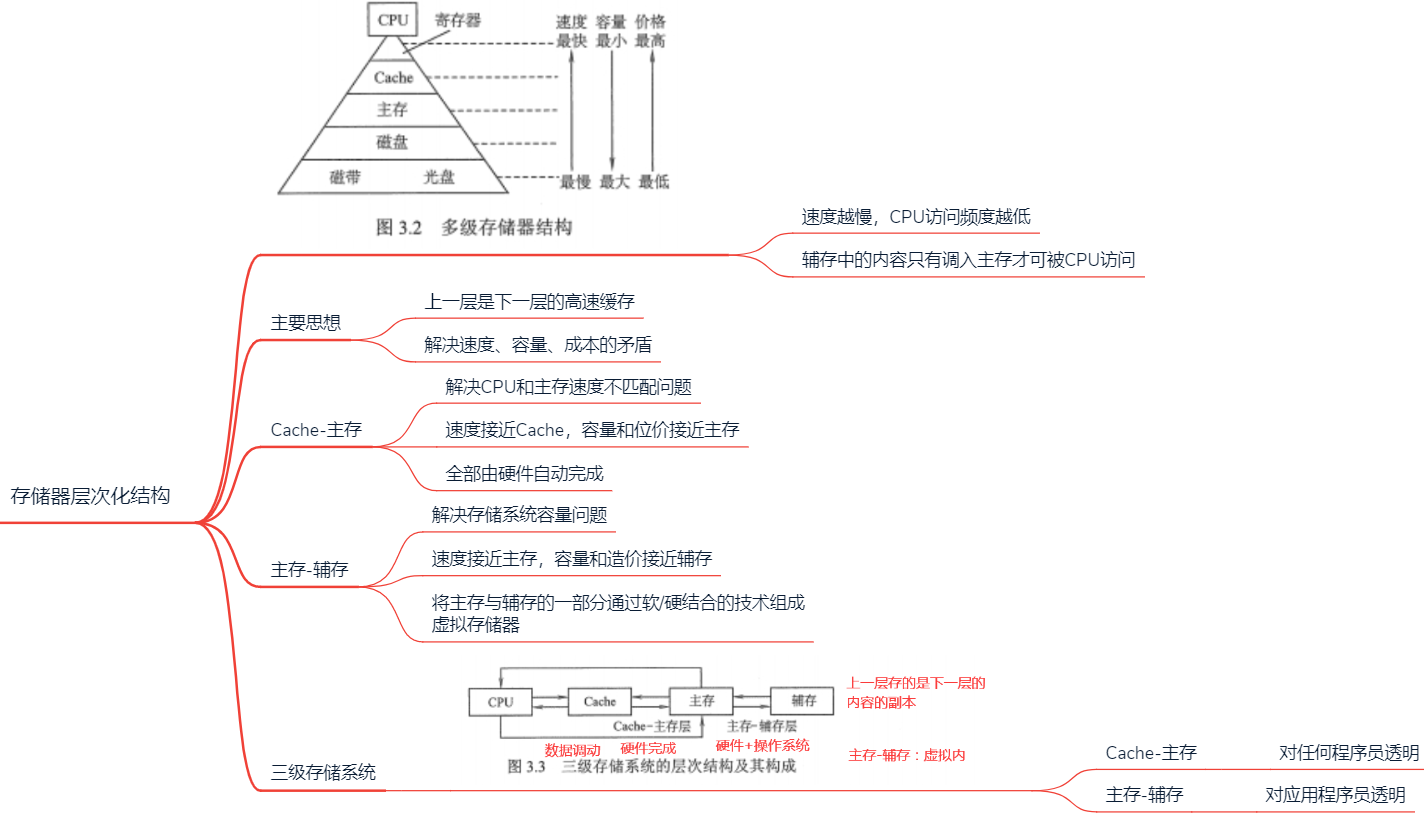 CPU 寄存器
速度 容量 价格
最快 最小 最高
Cache
主存
磁盘
磁带 光盘
最慢 最大 最低
图 3.2 多级存储器结构
速度越慢，CPU访问频度越低
辅存中的内容只有调入主存才可被CPU访问
主要思想
上一层是下一层的高速缓存
解决速度、容量、成本的矛盾
Cache-主存
解决CPU和主存速度不匹配问题
速度接近Cache，容量和位价接近主存
全部由硬件自动完成
存储器层次化结构
主存-辅存
解决存储系统容量问题
速度接近主存，容量和造价接近辅存
将主存与辅存的一部分通过软/硬结合的技术组成
虚拟存储器
三级存储系统
CPU Cache 主存 辅存
Cache-主存层 主存-辅存层
数据调动 硬件完成 硬件+操作系统
图 3.3 三级存储系统的层次结构及其构成
上一层存的是下一层的
内容的副本
主存-辅存：虚拟内
Cache-主存 对任何程序员透明
主存-辅存 对应用程序员透明